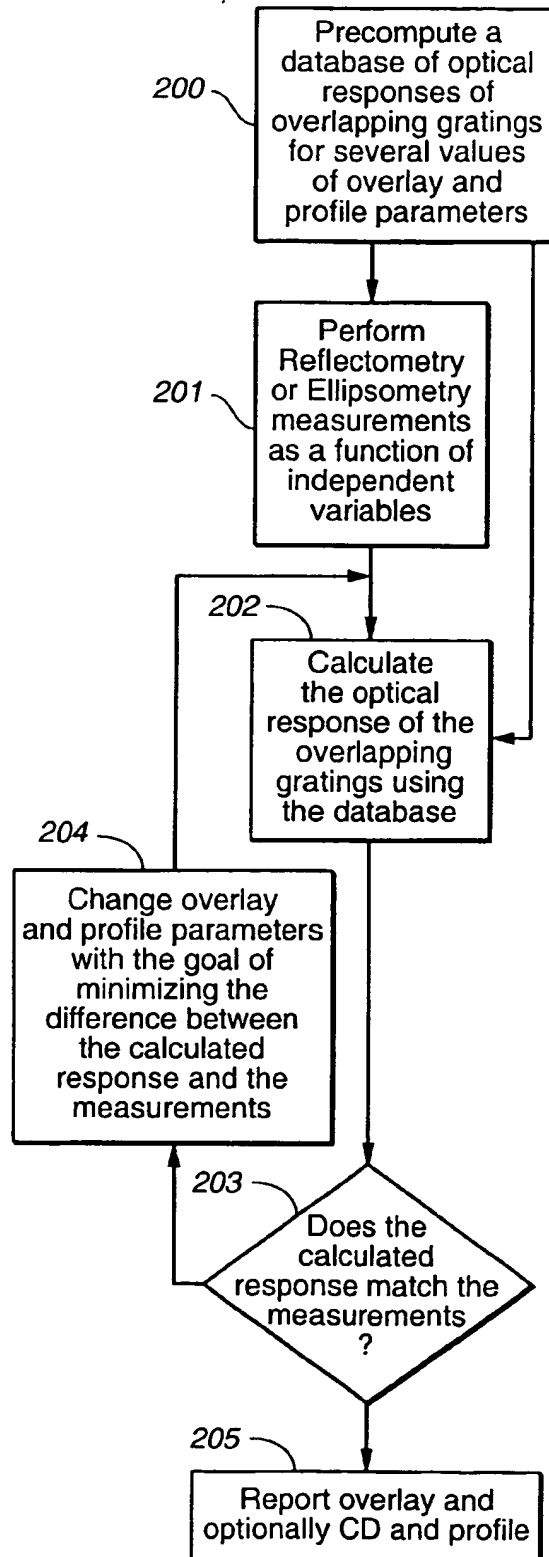 200
Precompute a
database of optical
responses of
overlapping gratings
for several values
of overlay and
profile parameters
201
Perform
Reflectometry
or Ellipsometry
measurements
as a function of
independent
variables
202
Calculate
the optical
response of the
overlapping
gratings using
the database
204
Change overlay
and profile parameters
with the goal of
minimizing the
difference between
the calculated
response and the
measurements
203
Does the
calculated
response match the
measurements
?
205
Report overlay and
optionally CD and profile